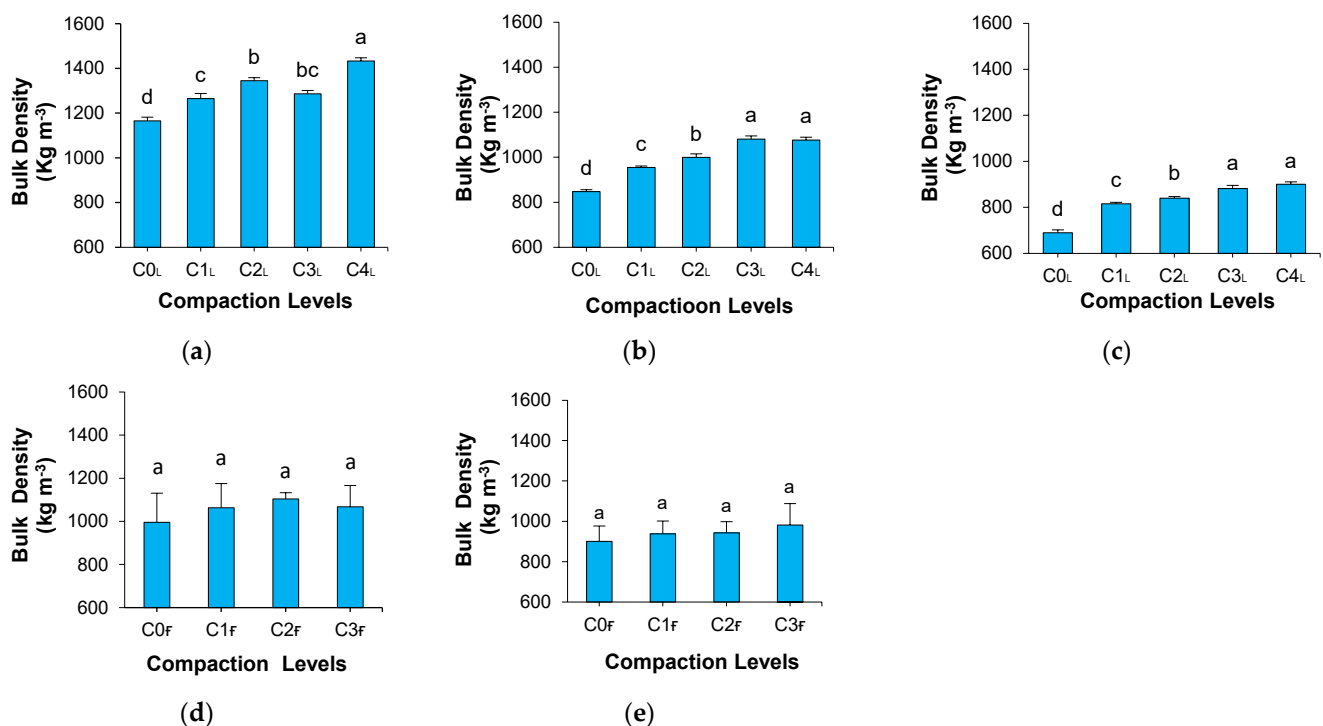 1600
1400
1200
1000
800
600
Bulk Density
(Kg m-3)
d
c
b
bc
a
C0L
C1L
C2L
C3L
C4L
Compaction Levels
(a)
1600
1400
1200
1000
800
600
Bulk Density
(Kg m-3)
d
c
b
a
a
C0L
C1L
C2L
C3L
C4L
Compactioon Levels
(b)
1600
1400
1200
1000
800
600
Bulk Density
(Kg m-3)
d
c
b
a
a
C0L
C1L
C2L
C3L
C4L
Compaction Levels
(c)
1600
1400
1200
1000
800
600
Bulk Density
(kg m-3)
a
a
a
a
C0F
C1F
C2F
C3F
Compaction Levels
(d)
1600
1400
1200
1000
800
600
Bulk Density
(kg m-3)
a
a
a
a
C0F
C1F
C2F
C3F
Compaction Levels
(e)